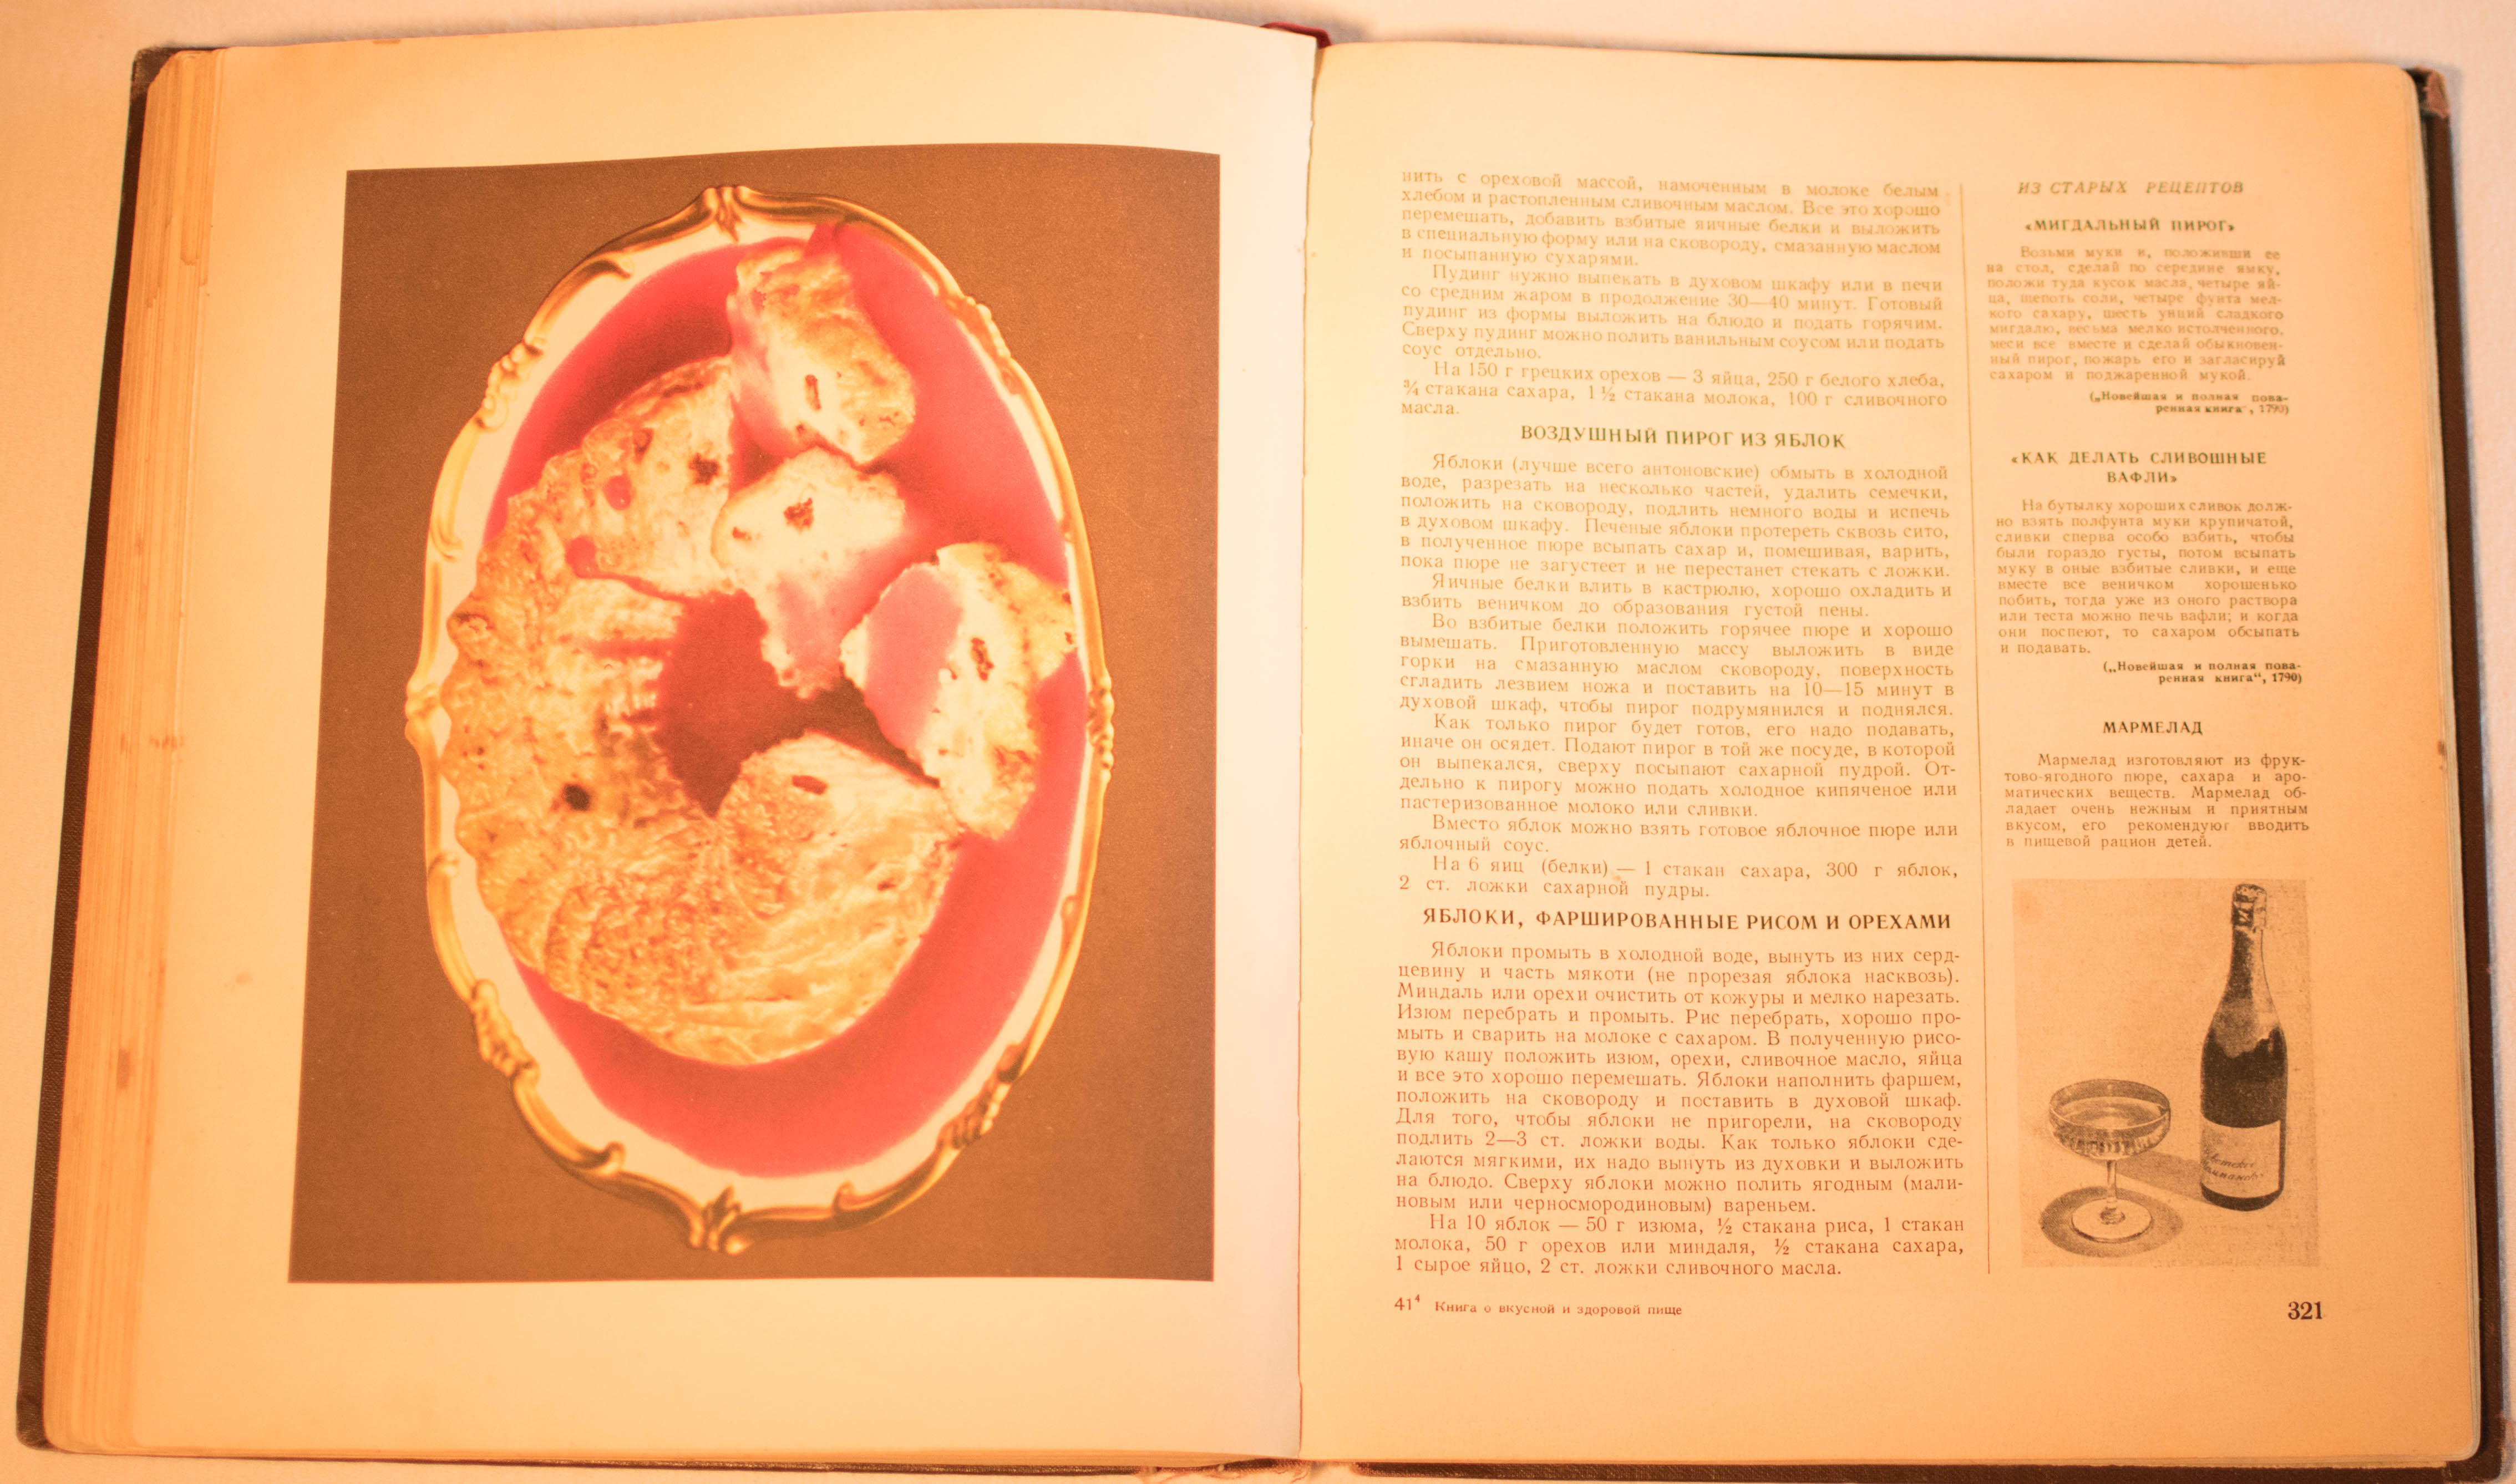 нить с ореховой массой, намоченным в молоке белым
хлебом и растопленным сливочным маслом. Все это хорошо
перемешать, добавить взбитые яичные белки и выложить
в специальную форму или на сковороду, смазанную маслом
и посыпанную сухарями.
Пудинг нужно выпекать в духовом шкафу или в печи
со средним жаром в продолжение 30—40 минут. Готовый
пудинг из формы выложить на блюдо и подать горячим.
Сверху пудинг можно полить ванильным соусом или подать
соус отдельно.
На 150 г грецких орехов — 3 яйца, 250 г белого хлеба,
¾ стакана сахара, 1 ½ стакана молока, 100 г сливочного
масла.
ВОЗДУШНЫЙ ПИРОГ ИЗ ЯБЛОК
Яблоки (лучше всего антоновские) обмыть в холодной
воде, разрезать на несколько частей, удалить семечки,
положить на сковороду, подлить немного воды и испечь
в духовом шкафу. Печеные яблоки протереть сквозь сито,
в полученное пюре всыпать сахар и, помешивая, варить,
пока пюре не загустеет и не перестанет стекать с ложки.
Яичные белки влить в кастрюлю, хорошо охладить и
взбить веничком до образования густой пены.
Во взбитые белки положить горячее пюре и хорошо
вымешать. Приготовленную массу выложить в виде
горки на смазанную маслом сковороду, поверхность
сгладить лезвием ножа и поставить на 10—15 минут в
духовой шкаф, чтобы пирог подрумянился и поднялся.
Как только пирог будет готов, его надо подавать,
иначе он осядет. Подают пирог в той же посуде, в которой
он выпекался, сверху посыпают сахарной пудрой. От-
дельно к пирогу можно подать холодное кипяченое или
пастеризованное молоко или сливки.
Вместо яблок можно взять готовое яблочное пюре или
яблочный соус.
На 6 яиц (белки) — 1 стакан сахара, 300 г яблок,
2 ст. ложки сахарной пудры.
ЯБЛОКИ, ФАРШИРОВАННЫЕ РИСОМ И ОРЕХАМИ
Яблоки промыть в холодной воде, вынуть из них серд-
цевину и часть мякоти (не прорезая яблока насквозь).
Миндаль или орехи очистить от кожуры и мелко нарезать.
Изюм перебрать и промыть. Рис перебрать, хорошо про-
мыть и сварить на молоке с сахаром. В полученную рисо-
вую кашу положить изюм, орехи, сливочное масло, яйца
и все это хорошо перемешать. Яблоки наполнить фаршем,
положить на сковороду и поставить в духовой шкаф.
Для того, чтобы яблоки не пригорели, на сковороду
подлить 2—3 ст. ложки воды. Как только яблоки сде-
лаются мягкими, их надо вынуть из духовки и выложить
на блюдо. Сверху яблоки можно полить ягодным (мали-
новым или черносмородиновым) вареньем.
На 10 яблок — 50 г изюма, ½ стакана риса, 1 стакан
молока, 50 г орехов или миндаля, ½ стакана сахара,
1 сырое яйцо, 2 ст. ложки сливочного масла.
ИЗ СТАРЫХ РЕЦЕПТОВ
«МИГДАЛЬНЫЙ ПИРОГ»
Возьми муки и, положивши ее
на стол, сделай по середине ямку,
положи туда кусок масла, четыре яй-
ца, щепоть соли, четыре фунта мел-
кого сахару, шесть унций сладкого
мигдалю, весьма мелко истолченного,
меси все вместе и сделай обыкновен-
ный пирог, пожарь его и загласируй
сахаром и поджаренной мукой.
(„Новейшая и полная пова-
ренная книга“, 1790)
«КАК ДЕЛАТЬ СЛИВОШНЫЕ
ВАФЛИ»
На бутылку хороших сливок долж-
но взять полфунта муки крупичатой,
сливки сперва особо взбить, чтобы
были гораздо густы, потом всыпать
муку в оные взбитые сливки, и еще
вместе все веничком хорошенько
побить, тогда уже из оного раствора
или теста можно печь вафли; и когда
они поспеют, то сахаром обсыпать
и подавать.
(„Новейшая и полная пова-
ренная книга“, 1790)
МАРМЕЛАД
Мармелад изготовляют из фрук-
тово-ягодного пюре, сахара и аро-
матических веществ. Мармелад об-
ладает очень нежным и приятным
вкусом, его рекомендуют вводить
в пищевой рацион детей.
41⁴ Книга о вкусной и здоровой пище
321